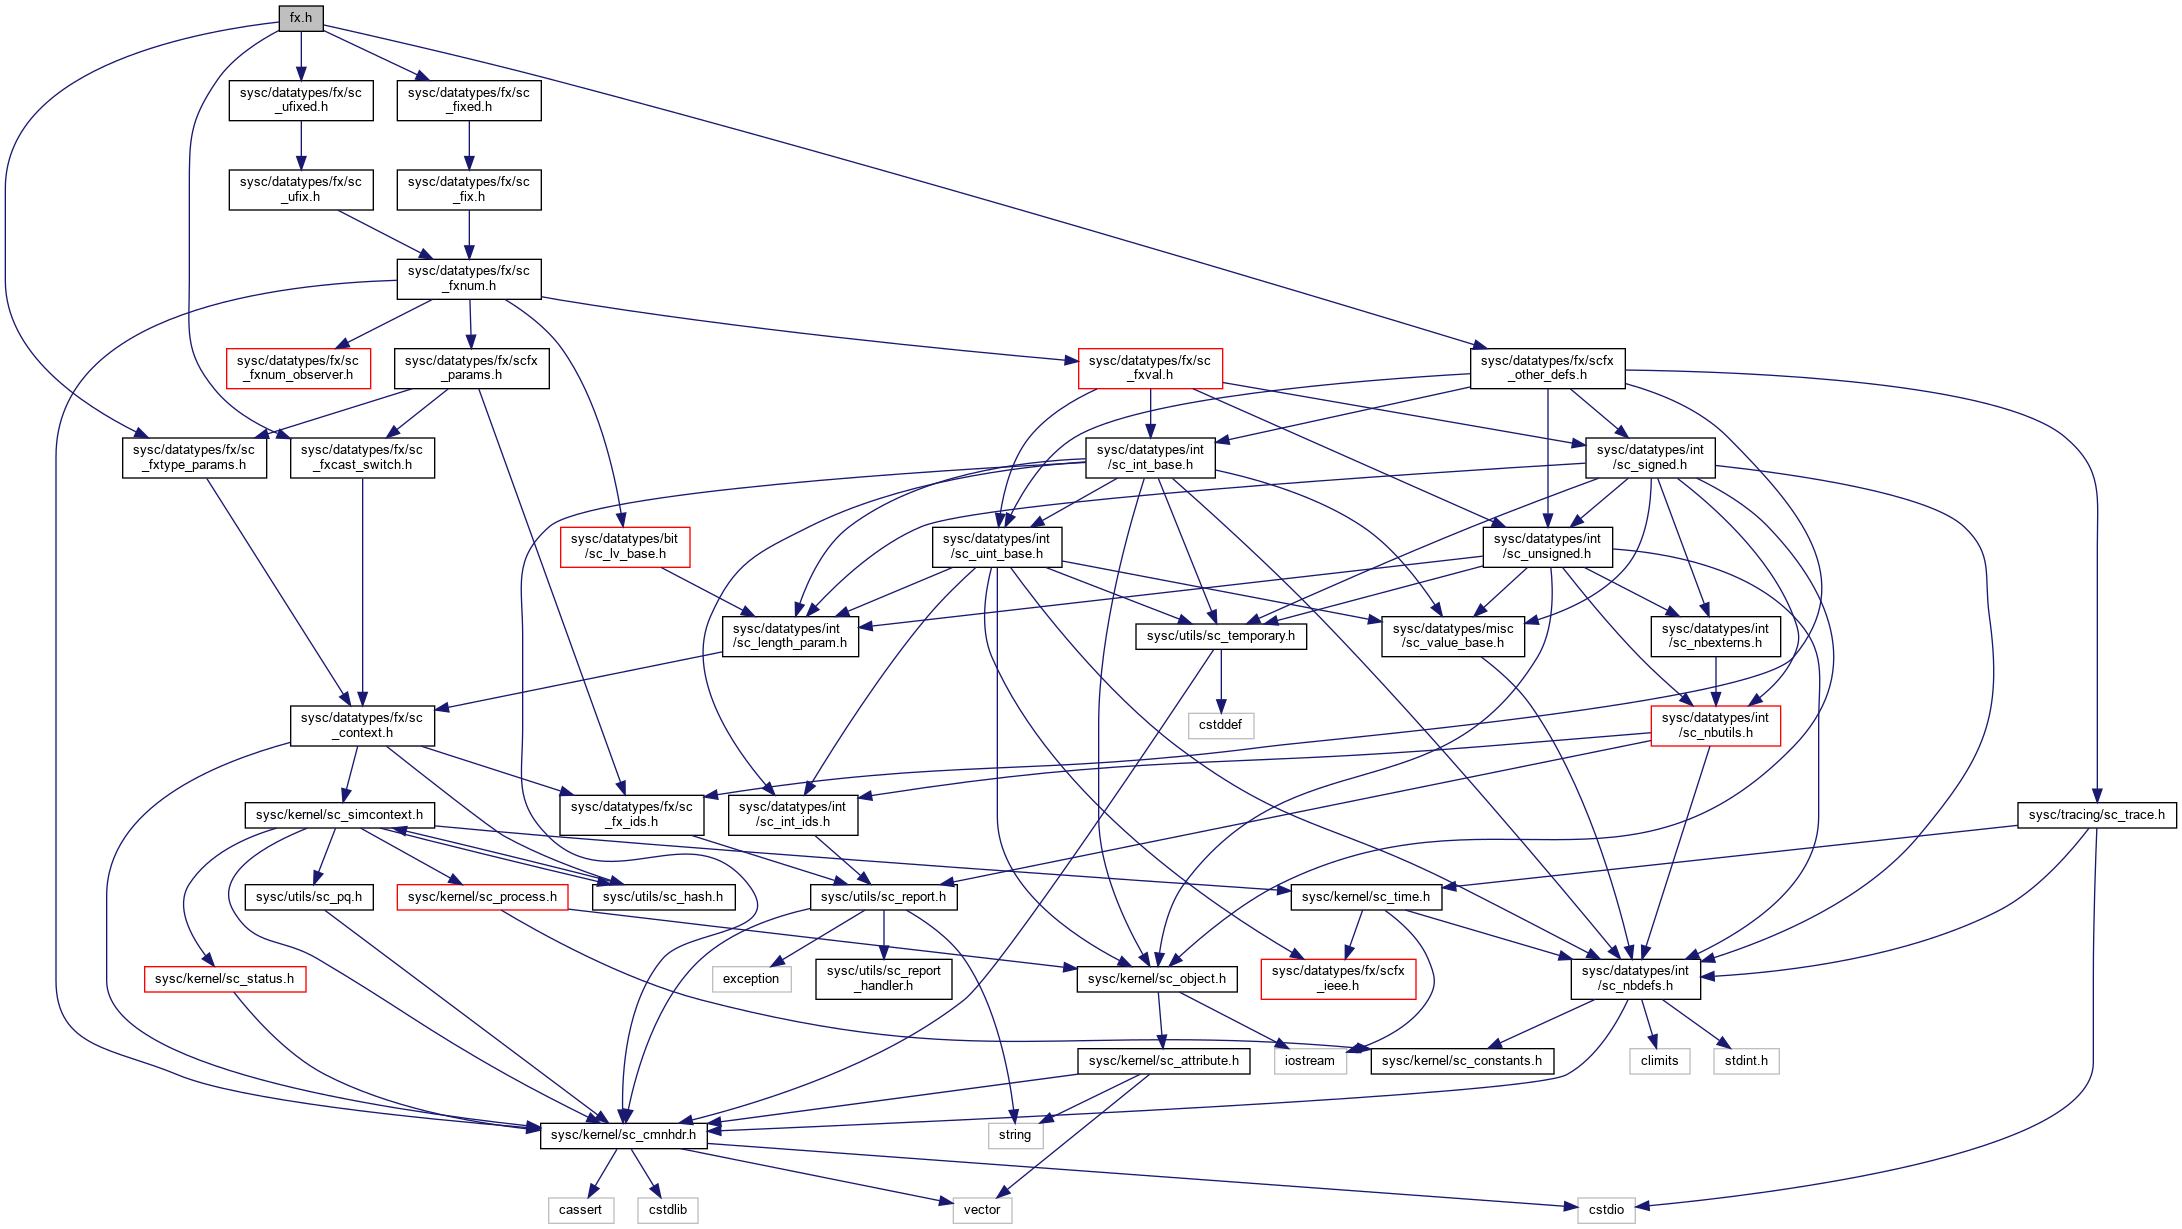 fx.h
sysc/datatypes/fx/sc
_ufixed.h
sysc/datatypes/fx/sc
_fixed.h
sysc/datatypes/fx/sc
_ufix.h
sysc/datatypes/fx/sc
_fix.h
sysc/datatypes/fx/sc
_fxnum.h
sysc/datatypes/fx/sc
_fxnum_observer.h
sysc/datatypes/fx/scfx
_params.h
sysc/datatypes/fx/sc
_fxval.h
sysc/datatypes/fx/scfx
_other_defs.h
sysc/datatypes/fx/sc
_fxtype_params.h
sysc/datatypes/fx/sc
_fxcast_switch.h
sysc/datatypes/int
/sc_int_base.h
sysc/datatypes/int
/sc_signed.h
sysc/datatypes/bit
/sc_lv_base.h
sysc/datatypes/int
/sc_uint_base.h
sysc/datatypes/int
/sc_unsigned.h
sysc/datatypes/int
/sc_length_param.h
sysc/utils/sc_temporary.h
sysc/datatypes/misc
/sc_value_base.h
sysc/datatypes/int
/sc_nbexterns.h
sysc/datatypes/fx/sc
_context.h
cstddef
sysc/datatypes/int
/sc_nbutils.h
sysc/kernel/sc_simcontext.h
sysc/datatypes/fx/sc
_fx_ids.h
sysc/datatypes/int
/sc_int_ids.h
sysc/tracing/sc_trace.h
sysc/utils/sc_pq.h
sysc/kernel/sc_process.h
sysc/utils/sc_hash.h
sysc/utils/sc_report.h
sysc/kernel/sc_time.h
sysc/kernel/sc_status.h
exception
sysc/utils/sc_report
_handler.h
sysc/kernel/sc_object.h
sysc/datatypes/fx/scfx
_ieee.h
sysc/datatypes/int
/sc_nbdefs.h
sysc/kernel/sc_attribute.h
iostream
sysc/kernel/sc_constants.h
climits
stdint.h
sysc/kernel/sc_cmnhdr.h
string
cassert
cstdlib
vector
cstdio